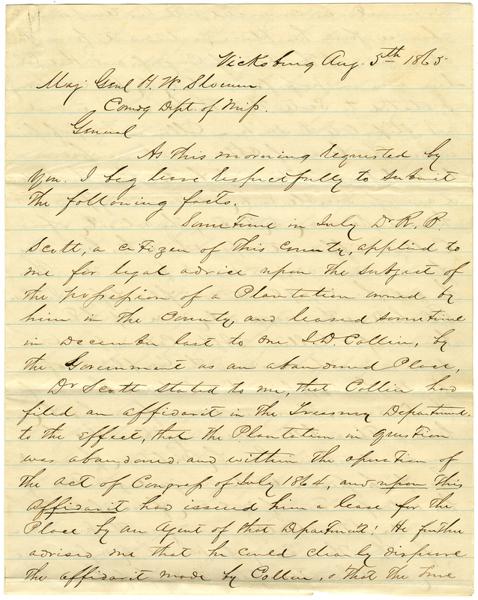 Vicksburg Aug. 5th 1865
Maj Genl H. W. Slocum
Comdg Dept of Miss.
General
As this morning requested by
you. I beg leave respectfully to submit
the following facts.
Sometime in July Dr R. B.
Scott, a citizen of this county, applied to
me for legal advice upon the subject of
the possession of a Plantation owned by
him in the County, and leased sometime
in December last to one I. D. Collin, by
the Government as an abandoned Place,
Dr Scott stated to me, that Collin had
filed an affidavit in the Treasury Department
to the effect, that the Plantation in question
was abandoned and within the operation of
the act of Congress of July 1864, and upon this
affidavit had issued him a lease for the
Place by an Agent of that Department! He further
advised me that he could clearly disprove
the affidavit made by Collin, & that the true